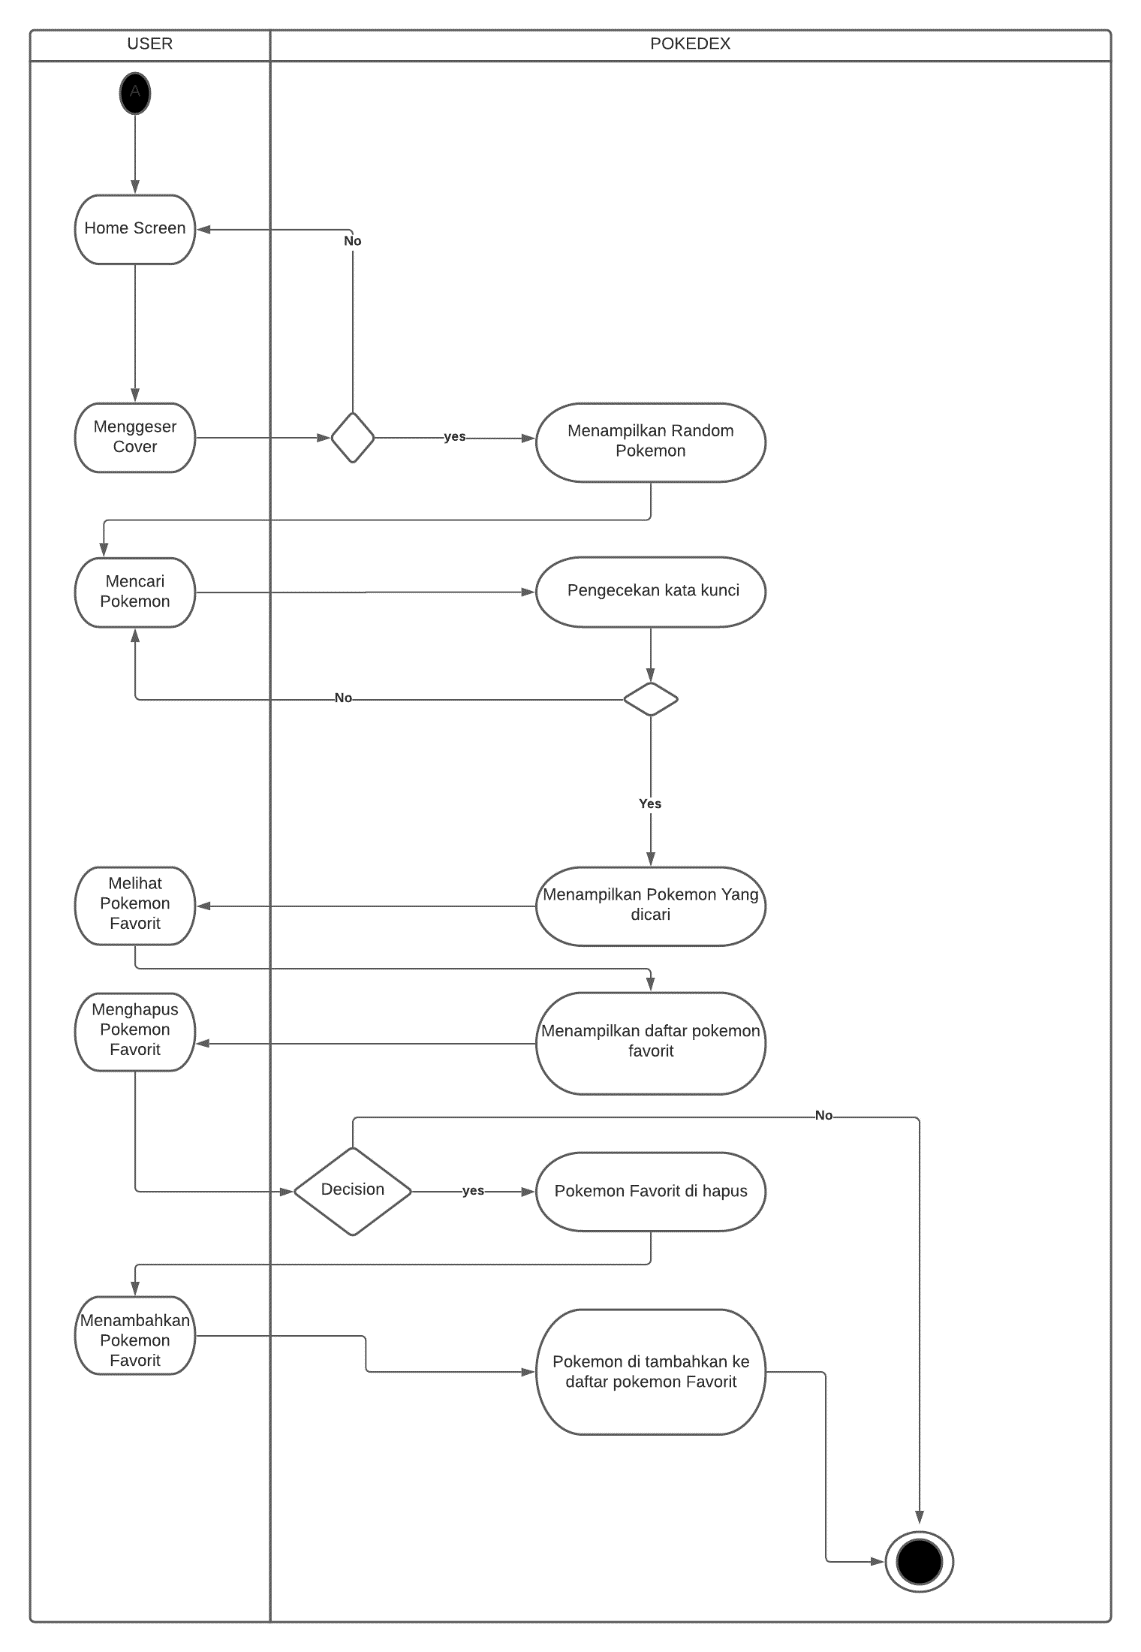 USER
POKEDEX
A
Home Screen
No
Menggeser
Cover
yes
Menampilkan Random
Pokemon
Mencari
Pokemon
Pengecekan kata kunci
No
Yes
Melihat
Pokemon
Favorit
Menampilkan Pokemon Yang
dicari
Menghapus
Pokemon
Favorit
Menampilkan daftar pokemon
favorit
No
Decision
yes
Pokemon Favorit di hapus
Menambahkan
Pokemon
Favorit
Pokemon di tambahkan ke
daftar pokemon Favorit